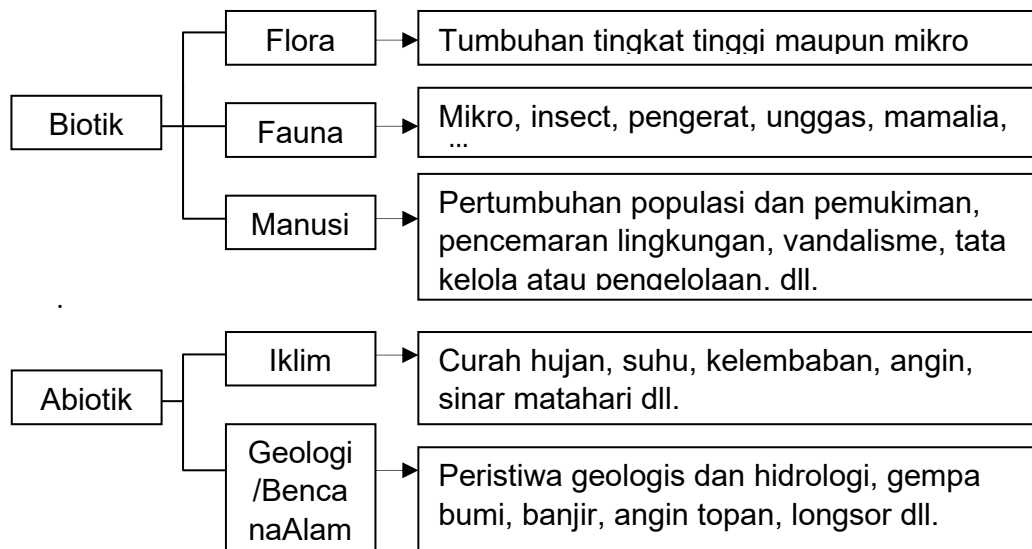 Flora
Tumbuhan tingkat tinggi maupun mikro
Biotik
Fauna
Mikro, insect, pengerat, unggas, mamalia,
...
Manusi
Pertumbuhan populasi dan pemukiman,
pencemaran lingkungan, vandalisme, tata
kelola atau pengelolaan, dll.
.
Iklim
Curah hujan, suhu, kelembaban, angin,
sinar matahari dll.
Abiotik
Geologi
/Benca
naAlam
Peristiwa geologis dan hidrologi, gempa
bumi, banjir, angin topan, longsor dll.